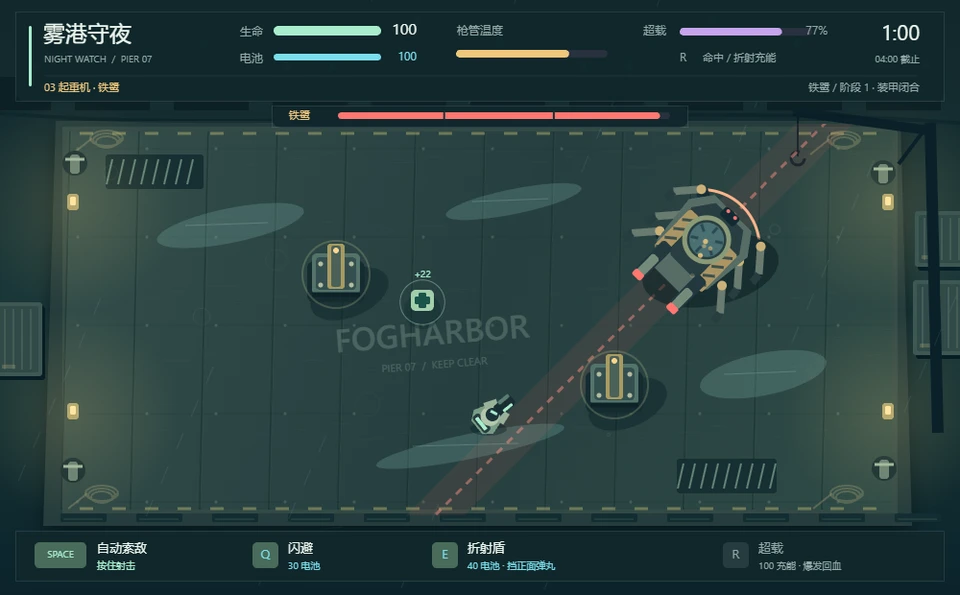 雾港守夜
NIGHT WATCH / PIER 07
生命 100
电池 100
枪管温度
超载 77%
R 命中 / 折射充能
1:00
04:00 截止
03 起重机 · 铁鹭
铁鹭 / 阶段 1 · 装甲闭合
铁鹭
+22
FOGHARBOR
PIER 07 / KEEP CLEAR
SPACE 自动索敌
按住射击
Q 闪避
30 电池
E 折射盾
40 电池 · 挡正面弹丸
R 超载
100 充能 · 爆发回血